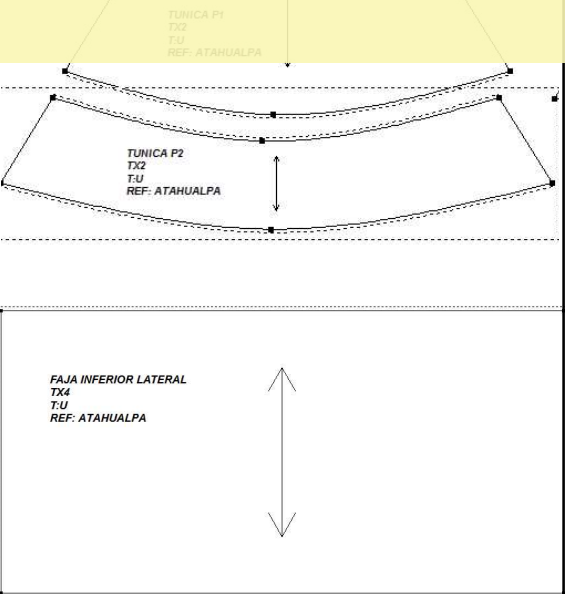 TUNICA P1
TX2
T:U
REF: ATAHUALPA
TUNICA P2
TX2
T:U
REF: ATAHUALPA
FAJA INFERIOR LATERAL
TX4
T:U
REF: ATAHUALPA